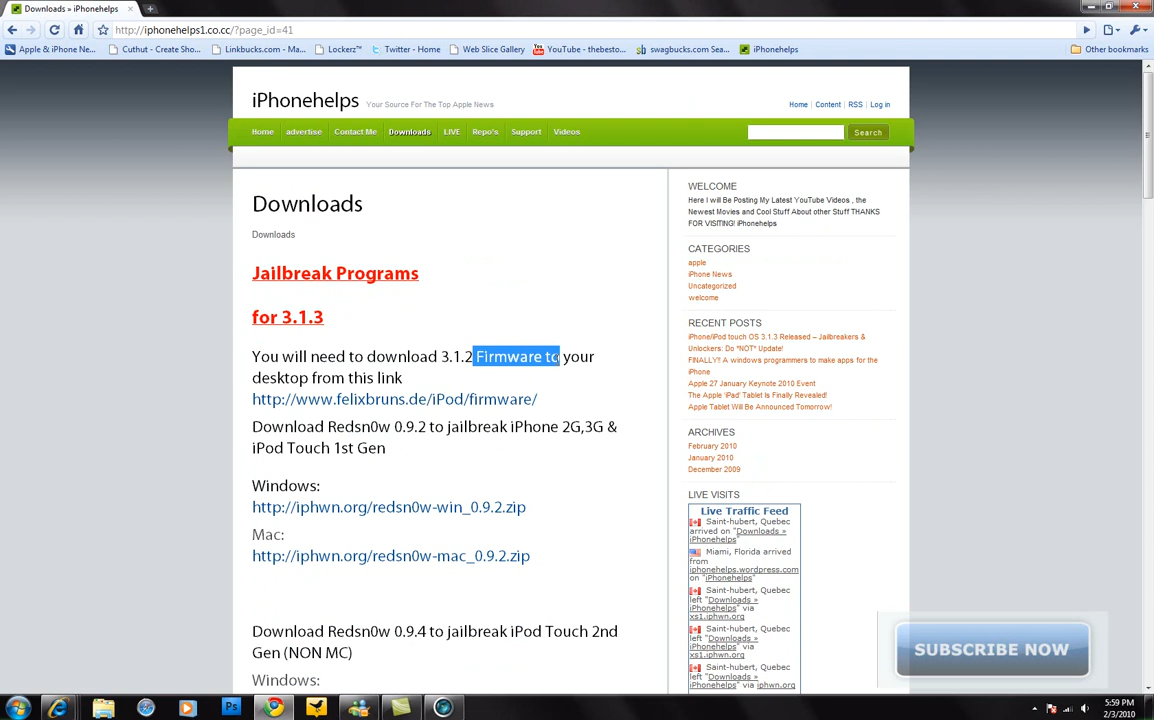 Downloads » iPhonehelps
http://iphonehelps1.co.cc/?page_id=41
Apple & iPhone Ne...
Cuthut - Create Sho...
Linkbucks.com - Ma...
Lockerz™
Twitter - Home
Web Slice Gallery
YouTube - thebesto...
swagbucks.com Sea...
iPhonehelps
Other bookmarks
iPhonehelps
Your Source For The Top Apple News
Home | Content | RSS | Log in
Home
advertise
Contact Me
Downloads
LIVE
Repo's
Support
Videos
Search
Downloads
Downloads
Jailbreak Programs
for 3.1.3
You will need to download 3.1.2 Firmware to your
desktop from this link
http://www.felixbruns.de/iPod/firmware/
Download Redsn0w 0.9.2 to jailbreak iPhone 2G,3G &
iPod Touch 1st Gen
Windows:
http://iphwn.org/redsn0w-win_0.9.2.zip
Mac:
http://iphwn.org/redsn0w-mac_0.9.2.zip
Download Redsn0w 0.9.4 to jailbreak iPod Touch 2nd
Gen (NON MC)
Windows:
WELCOME
Here I will Be Posting My Latest YouTube Videos , the
Newest Movies and Cool Stuff About other Stuff THANKS
FOR VISITING! iPhonehelps
CATEGORIES
apple
iPhone News
Uncategorized
welcome
RECENT POSTS
iPhone/iPod touch OS 3.1.3 Released – Jailbreakers &
Unlockers: Do *NOT* Update!
FINALLY!! A windows programmers to make apps for the
iPhone
Apple 27 January Keynote 2010 Event
The Apple 'iPad' Tablet Is Finally Revealed!
Apple Tablet Will Be Announced Tomorrow!
ARCHIVES
February 2010
January 2010
December 2009
LIVE VISITS
Live Traffic Feed
Saint-hubert, Quebec
arrived on "Downloads »
iPhonehelps"
Miami, Florida arrived
from
iphonehelps.wordpress.com
on "iPhonehelps"
Saint-hubert, Quebec
left "Downloads »
iPhonehelps" via
xs1.iphwn.org
Saint-hubert, Quebec
left "Downloads »
iPhonehelps" via
xs1.iphwn.org
Saint-hubert, Quebec
left "Downloads »
iPhonehelps" via iphwn.org
SUBSCRIBE NOW
Ps
5:59 PM
2/3/2010